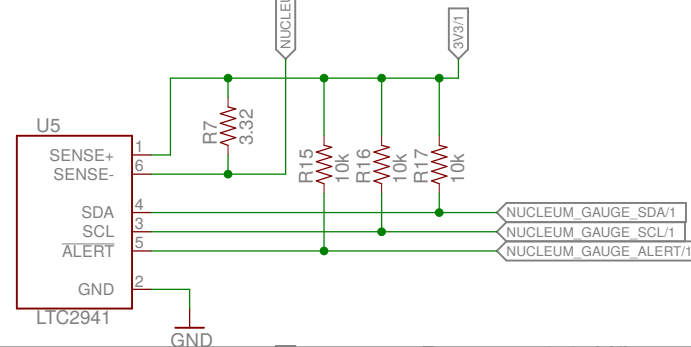 NUCLEU
3V3/1
U5
R7
3.32
R15
10k
R16
10k
R17
10k
1
SENSE+
6
SENSE-
4
SDA
NUCLEUM_GAUGE_SDA/1
3
SCL
NUCLEUM_GAUGE_SCL/1
5
ALERT
NUCLEUM_GAUGE_ALERT/1
2
GND
LTC2941
GND